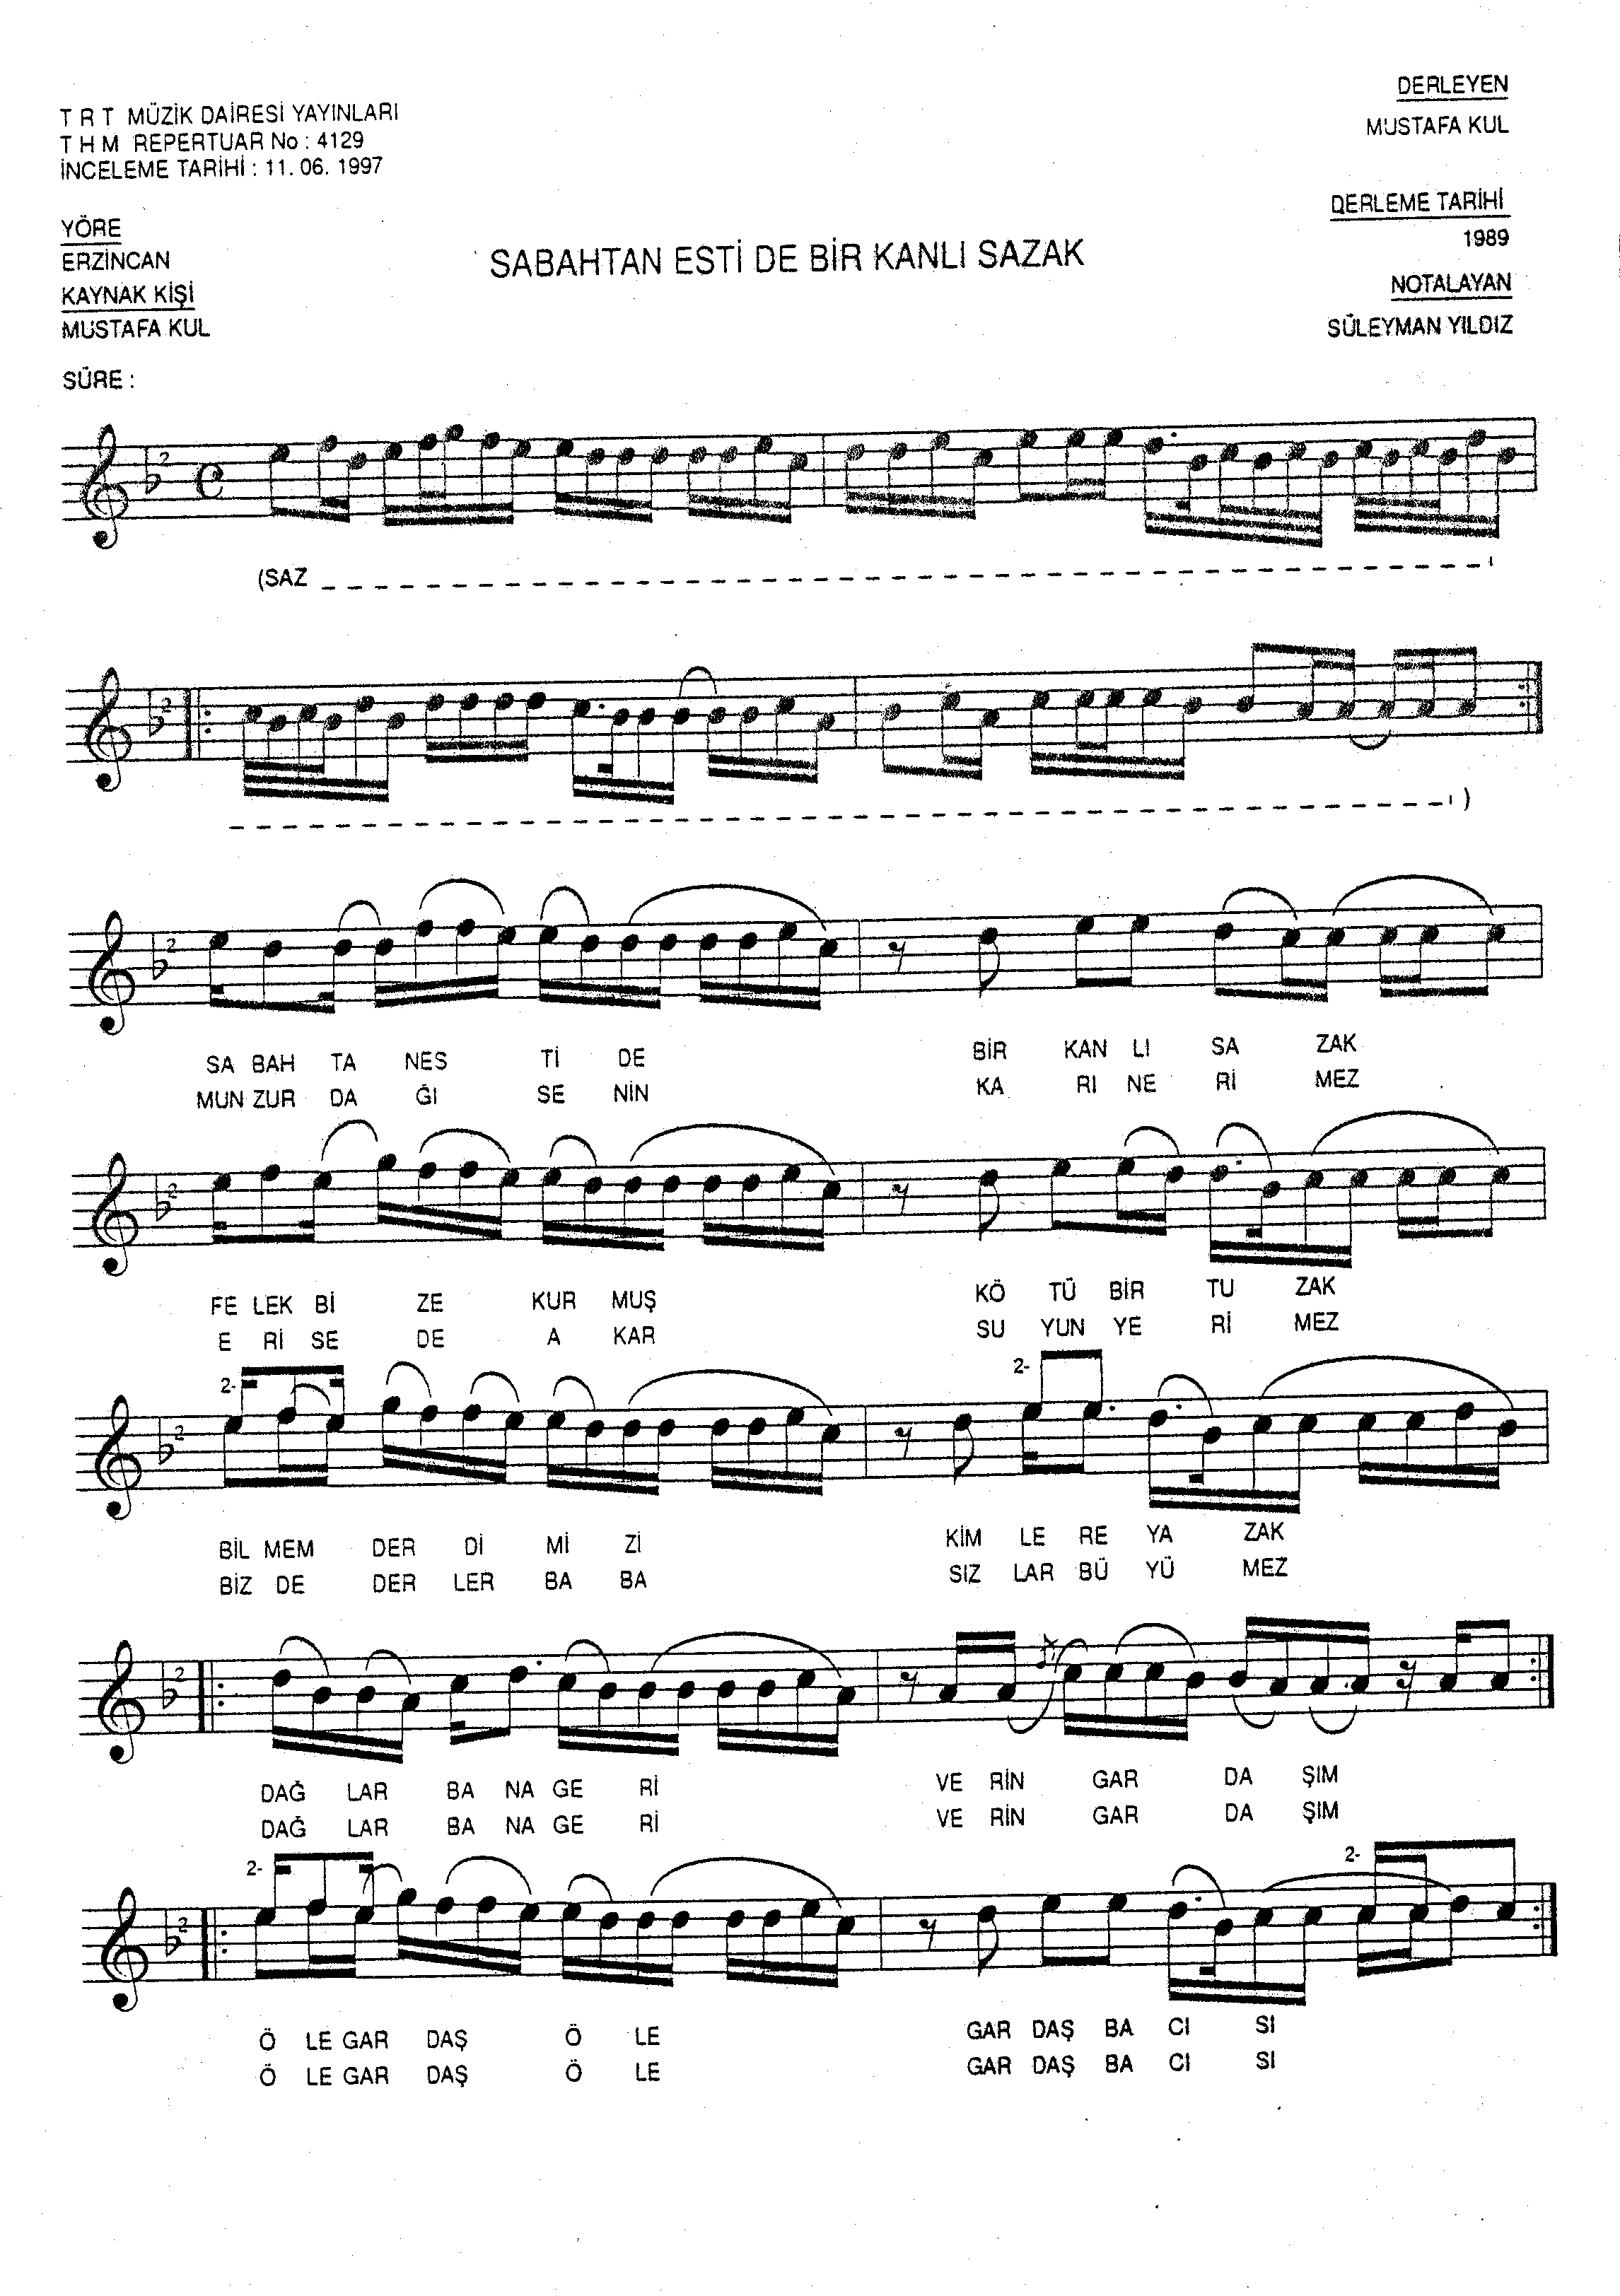 T R T MÜZİK DAİRESİ YAYINLARI
T H M REPERTUAR No : 4129
İNCELEME TARİHİ : 11. 06. 1997
DERLEYEN
MUSTAFA KUL
YÖRE
ERZİNCAN
KAYNAK KİŞİ
MUSTAFA KUL
SABAHTAN ESTİ DE BİR KANLI SAZAK
DERLEME TARİHİ
1989
NOTALAYAN
SÜLEYMAN YILDIZ
SÜRE :
(SAZ )
SA BAH TA NES Tİ DE BİR KAN LI SA ZAK
MUN ZUR DA ĞI SE NİN KA RI NE Rİ MEZ
FE LEK Bİ ZE KUR MUŞ KÖ TÜ BİR TU ZAK
E Rİ SE DE A KAR SU YUN YE Rİ MEZ
2- 2-
BİL MEM DER Dİ Mİ Zİ KİM LE RE YA ZAK
BİZ DE DER LER BA BA SIZ LAR BÜ YÜ MEZ
DAĞ LAR BA NA GE Rİ VE RİN GAR DA ŞIM
DAĞ LAR BA NA GE Rİ VE RİN GAR DA ŞIM
2- 2-
Ö LE GAR DAŞ Ö LE GAR DAŞ BA CI SI
Ö LE GAR DAŞ Ö LE GAR DAŞ BA CI SI